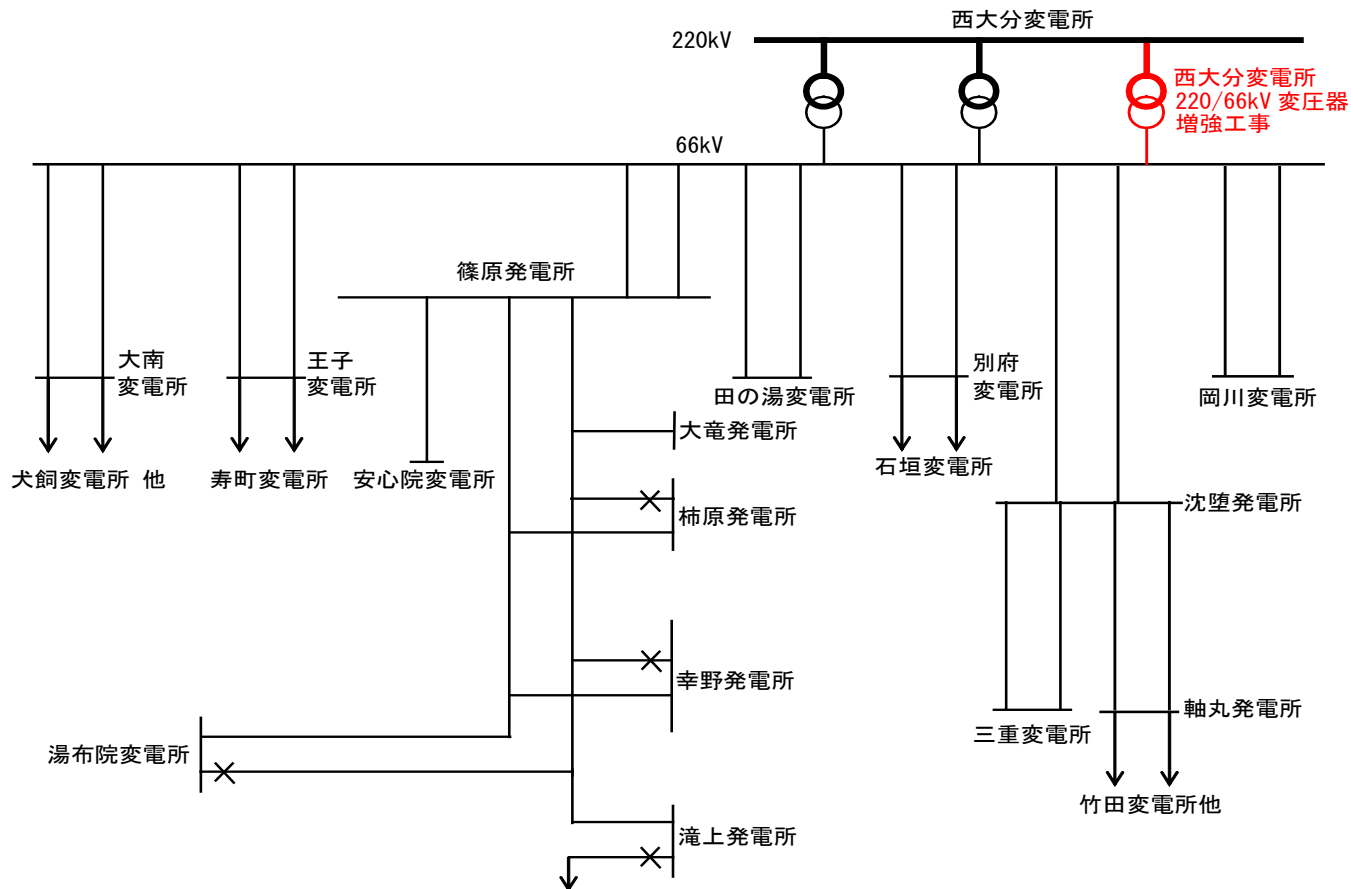 西大分変電所
220kV
西大分変電所
220/66kV 変圧器
増強工事
66kV
篠原発電所
大南
変電所
王子
変電所
田の湯変電所
別府
変電所
岡川変電所
犬飼変電所 他
寿町変電所
安心院変電所
大竜発電所
石垣変電所
柿原発電所
沈堕発電所
幸野発電所
三重変電所
軸丸発電所
湯布院変電所
竹田変電所他
滝上発電所